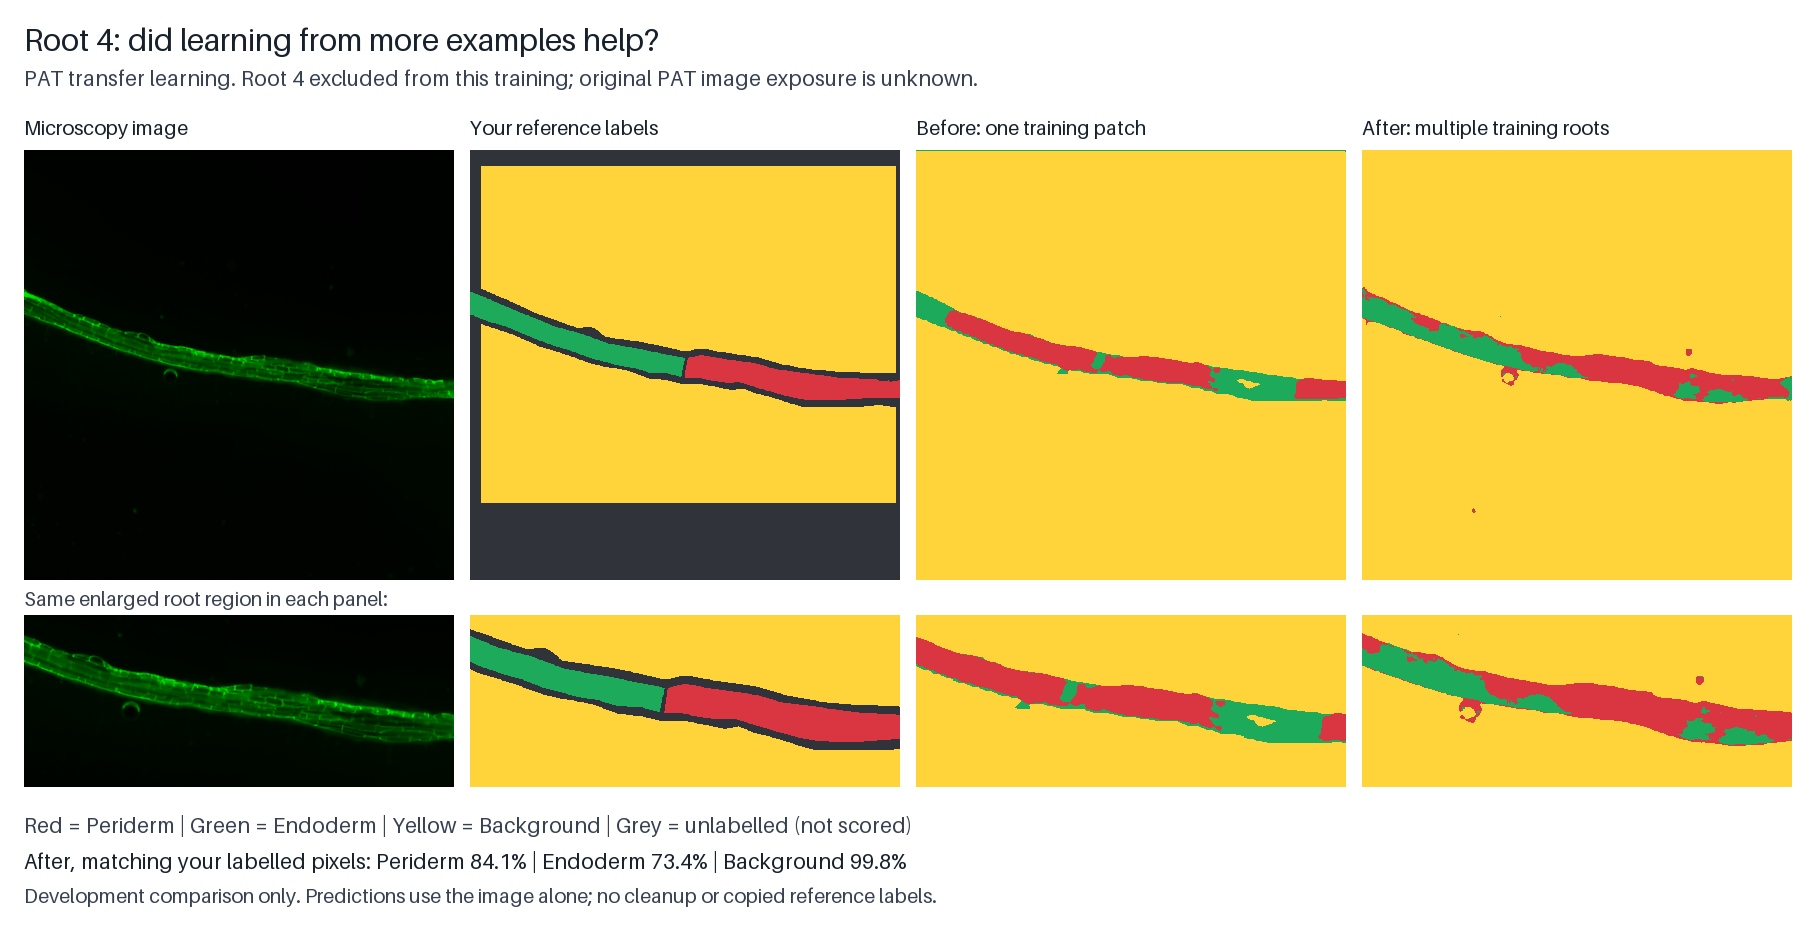 Root 4: did learning from more examples help?
PAT transfer learning. Root 4 excluded from this training; original PAT image exposure is unknown.
Microscopy image
Your reference labels
Before: one training patch
After: multiple training roots
Same enlarged root region in each panel:
Red = Periderm | Green = Endoderm | Yellow = Background | Grey = unlabelled (not scored)
After, matching your labelled pixels: Periderm 84.1% | Endoderm 73.4% | Background 99.8%
Development comparison only. Predictions use the image alone; no cleanup or copied reference labels.